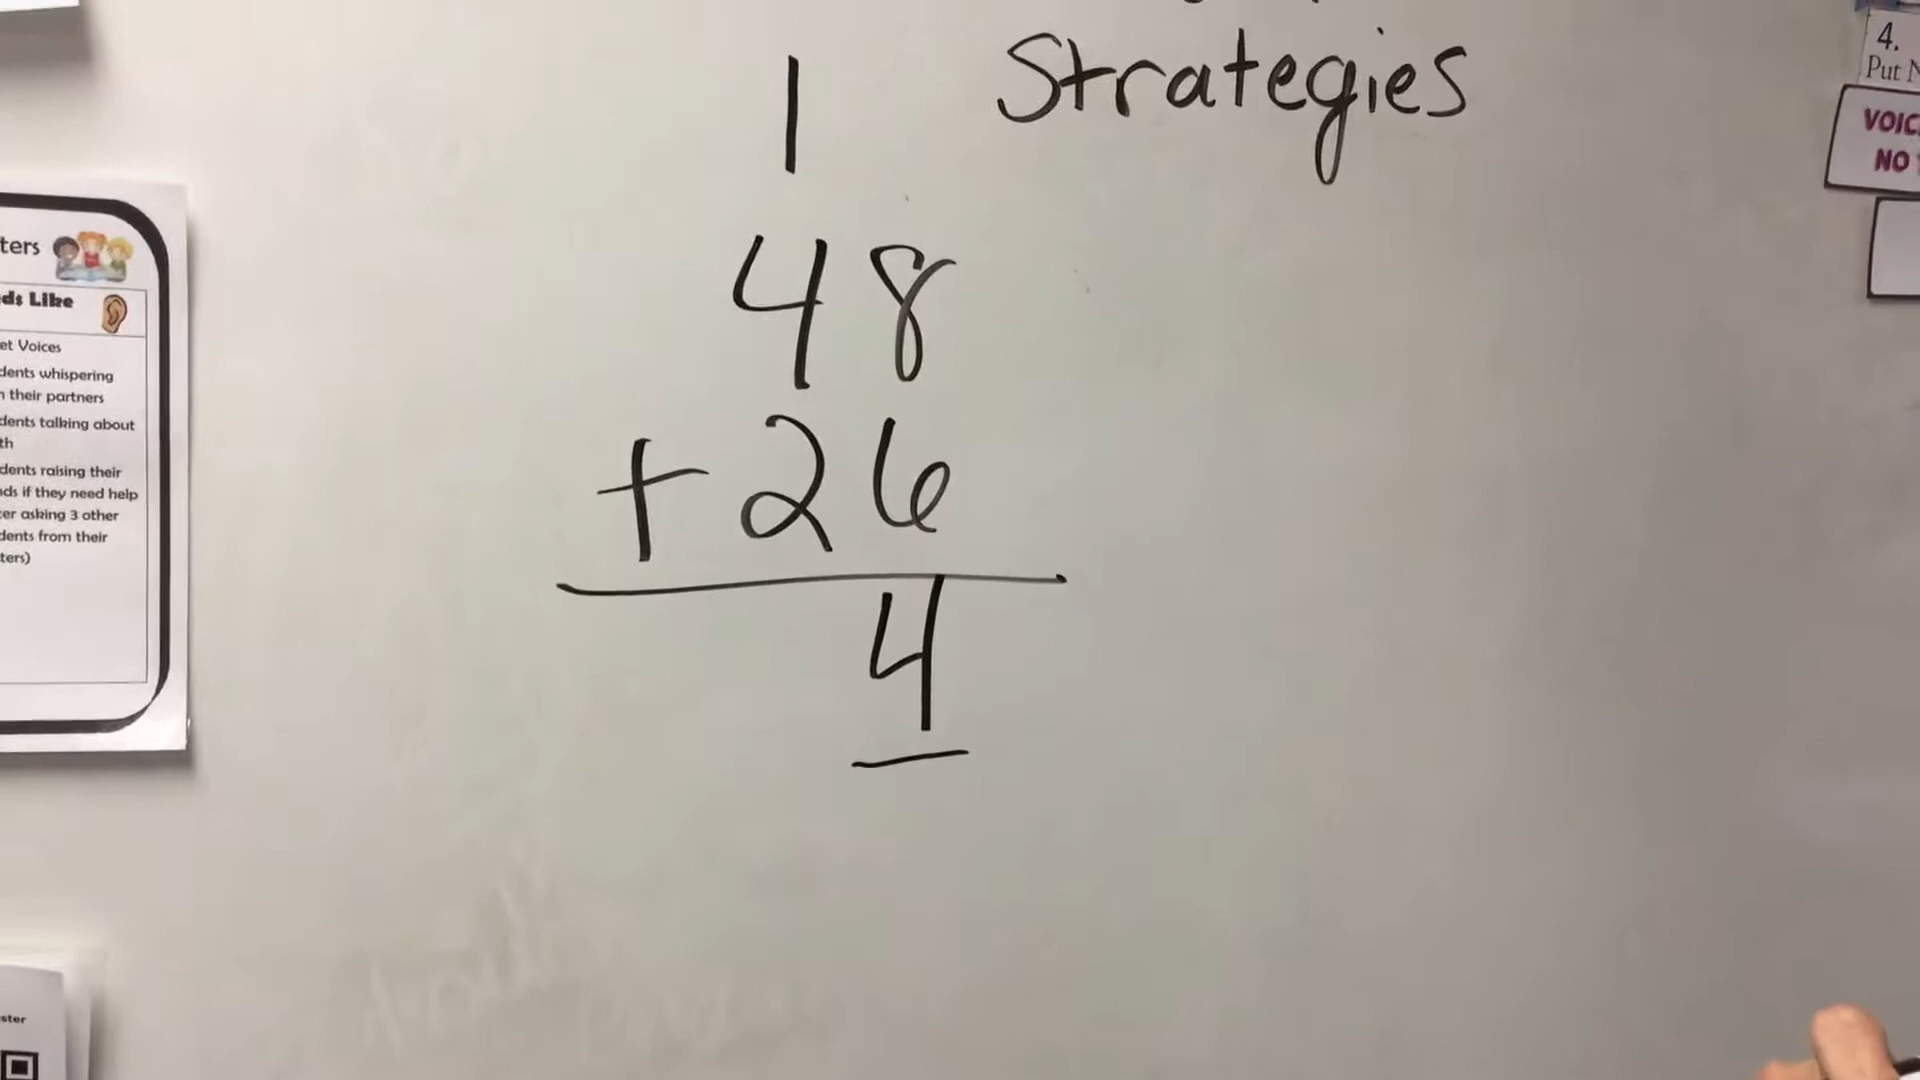 Strategies
1
48
+26
4
ters
ds Like
et Voices
dents whispering
their partners
dents talking about
th
dents raising their
ds if they need help
er asking 3 other
dents from their
ters)
ster
4.
Put N
VOIC
NO